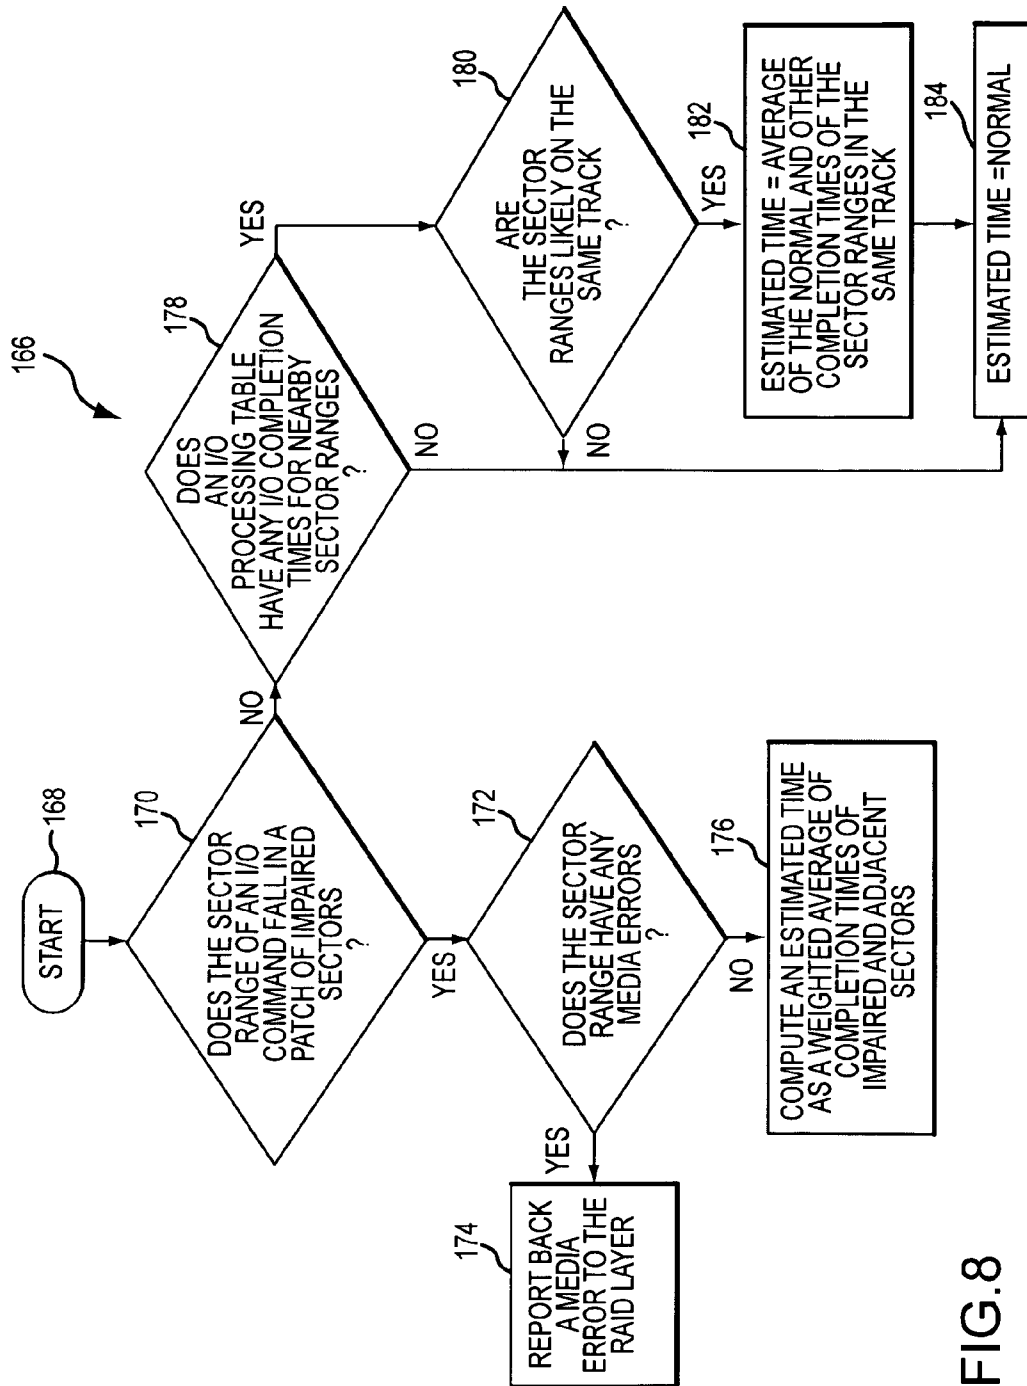 166
168
START
170
DOES THE SECTOR
RANGE OF AN I/O
COMMAND FALL IN A
PATCH OF IMPAIRED
SECTORS
?
NO
YES
172
DOES THE SECTOR
RANGE HAVE ANY
MEDIA ERRORS
?
YES
NO
174
REPORT BACK
A MEDIA
ERROR TO THE
RAID LAYER
176
COMPUTE AN ESTIMATED TIME
AS A WEIGHTED AVERAGE OF
COMPLETION TIMES OF
IMPAIRED AND ADJACENT
SECTORS
178
DOES
AN I/O
PROCESSING TABLE
HAVE ANY I/O COMPLETION
TIMES FOR NEARBY
SECTOR RANGES
?
YES
NO
180
ARE
THE SECTOR
RANGES LIKELY ON THE
SAME TRACK
?
NO
YES
182
ESTIMATED TIME = AVERAGE
OF THE NORMAL AND OTHER
COMPLETION TIMES OF THE
SECTOR RANGES IN THE
SAME TRACK
184
ESTIMATED TIME =NORMAL
FIG.8